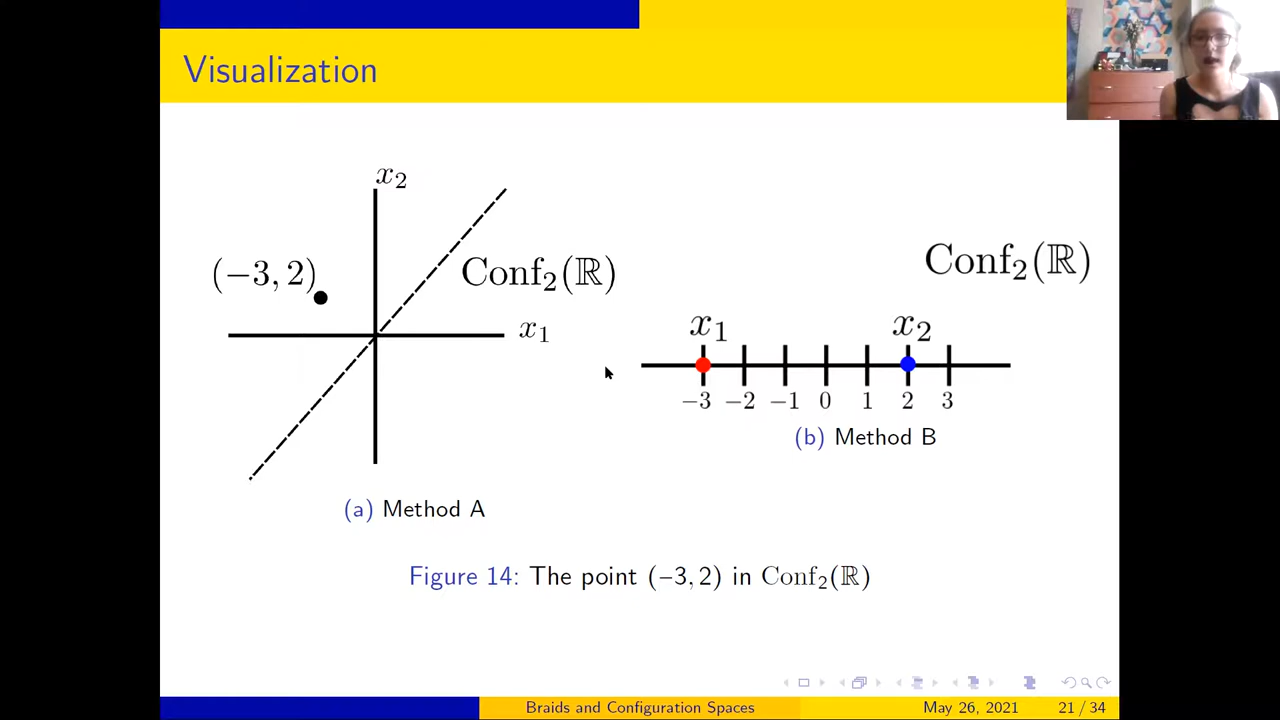 Visualization
x₂
(−3, 2)
Conf₂(ℝ)
x₁
(a) Method A
Conf₂(ℝ)
x₁ x₂
−3 −2 −1 0 1 2 3
(b) Method B
Figure 14: The point (−3, 2) in Conf₂(ℝ)
Braids and Configuration Spaces May 26, 2021 21 / 34